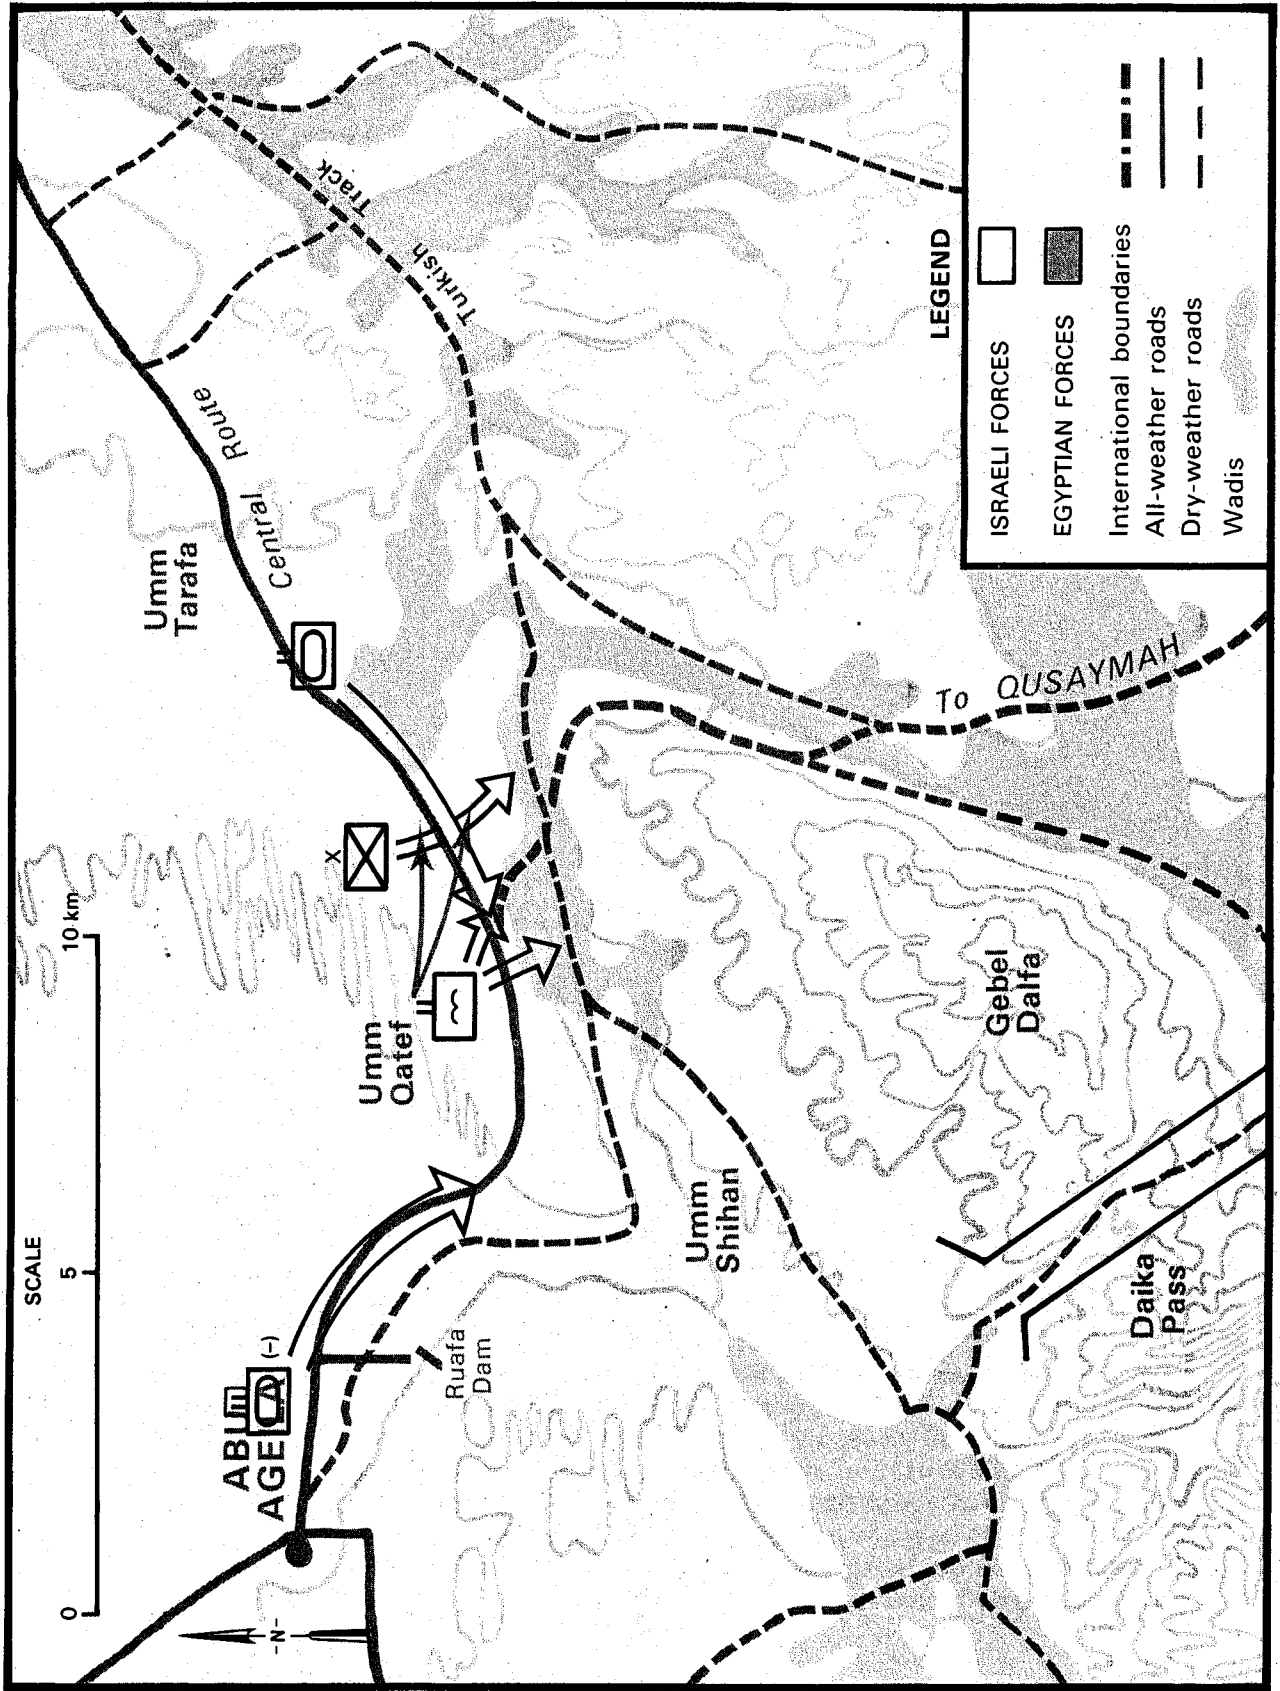 SCALE
0
5
10 km
-N-
ABU
AGEILA
(-)
Ruafa
Dam
Umm
Qatef
X
Umm
Tarafa
Central
Route
Turkish
Track
Umm
Shihan
Daika
Pass
Gebel
Dalfa
To QUSAYMAH
LEGEND
ISRAELI FORCES
EGYPTIAN FORCES
International boundaries
All-weather roads
Dry-weather roads
Wadis